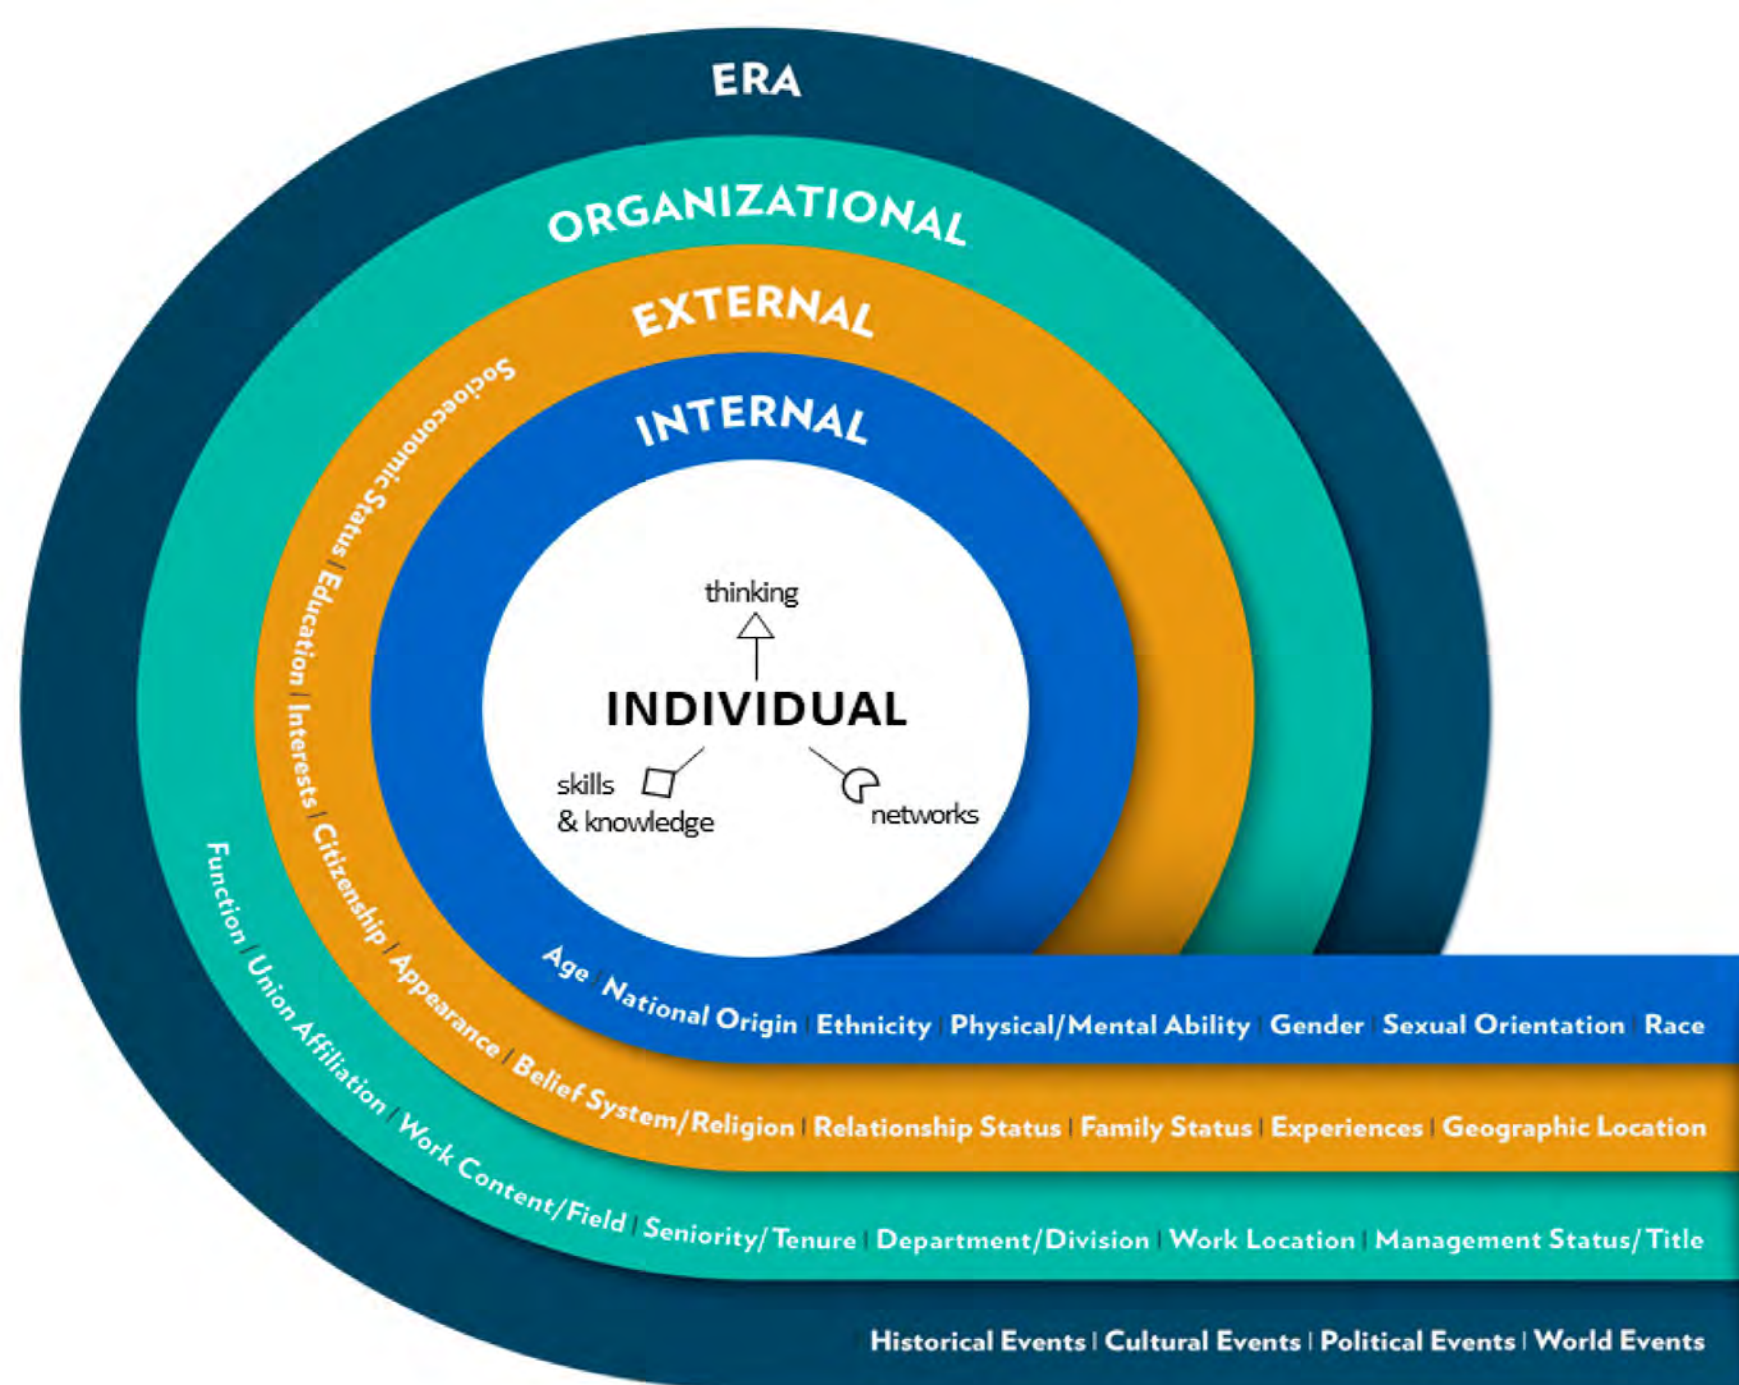 ERA
ORGANIZATIONAL
EXTERNAL
INTERNAL
thinking
INDIVIDUAL
skills
& knowledge
networks
Age | National Origin | Ethnicity | Physical/Mental Ability | Gender | Sexual Orientation | Race
Socioeconomic Status | Education | Interests | Citizenship | Appearance | Belief System/Religion | Relationship Status | Family Status | Experiences | Geographic Location
Function | Union Affiliation | Work Content/Field | Seniority/Tenure | Department/Division | Work Location | Management Status/Title
Historical Events | Cultural Events | Political Events | World Events